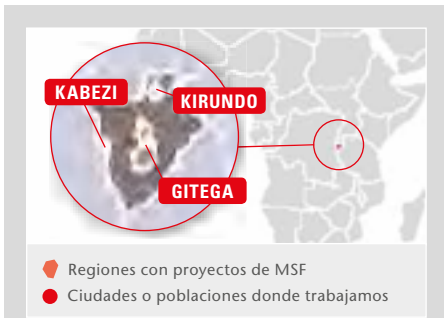 KABEZI
KIRUNDO
GITEGA
Regiones con proyectos de MSF
Ciudades o poblaciones donde trabajamos